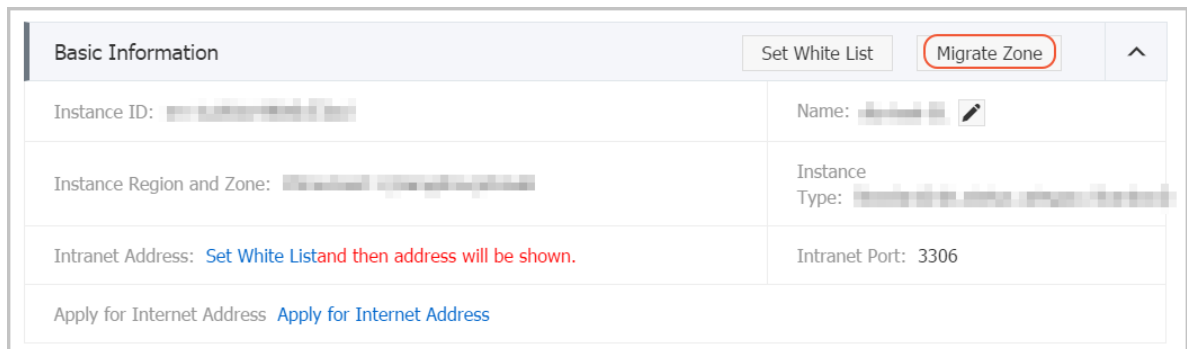 Basic Information Set White List Migrate Zone
Instance ID: Name:
Instance Region and Zone: Instance
Type:
Intranet Address: Set White Listand then address will be shown. Intranet Port: 3306
Apply for Internet Address Apply for Internet Address